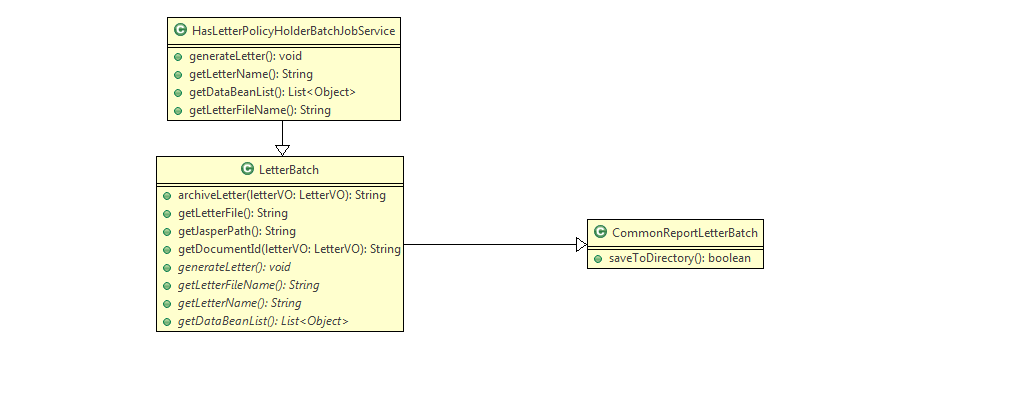 C HasLetterPolicyHolderBatchJobService
generateLetter(): void
getLetterName(): String
getDataBeanList(): List<Object>
getLetterFileName(): String
C LetterBatch
archiveLetter(letterVO: LetterVO): String
getLetterFile(): String
getJasperPath(): String
getDocumentId(letterVO: LetterVO): String
generateLetter(): void
getLetterFileName(): String
getLetterName(): String
getDataBeanList(): List<Object>
C CommonReportLetterBatch
saveToDirectory(): boolean